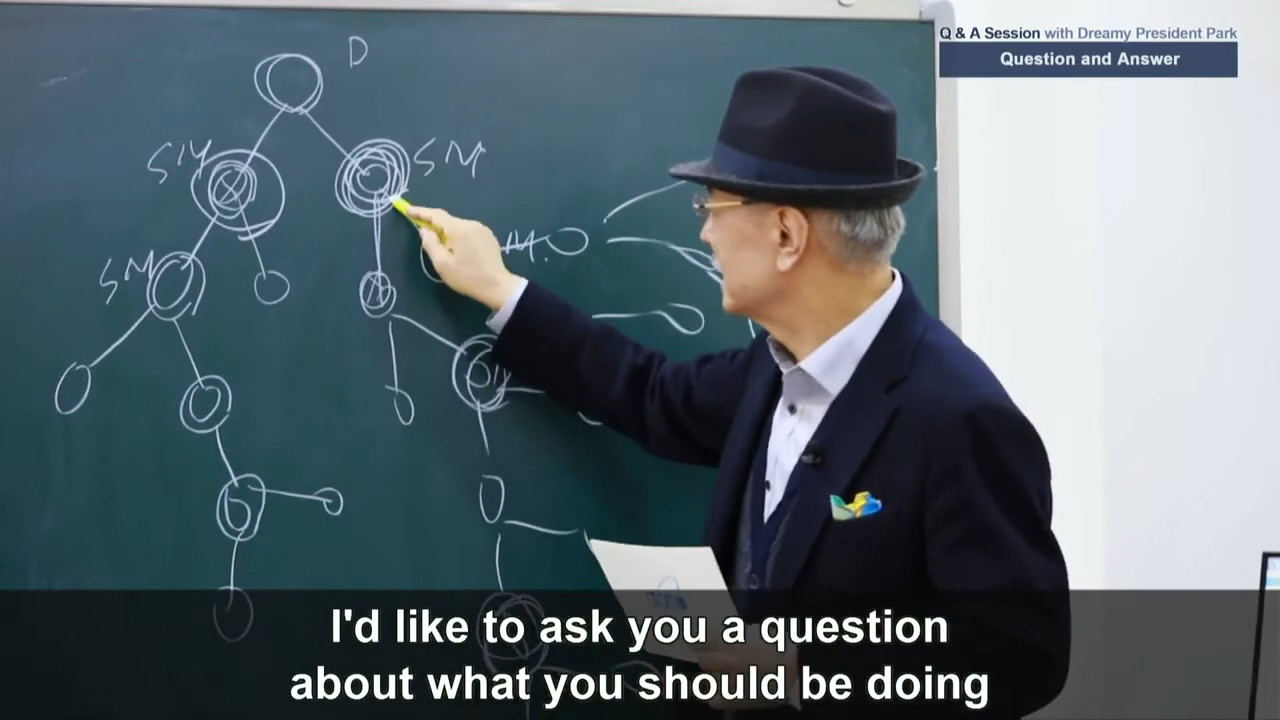 Q & A Session with Dreamy President Park
Question and Answer
D
SM
SM
SM
M.
I'd like to ask you a question
about what you should be doing